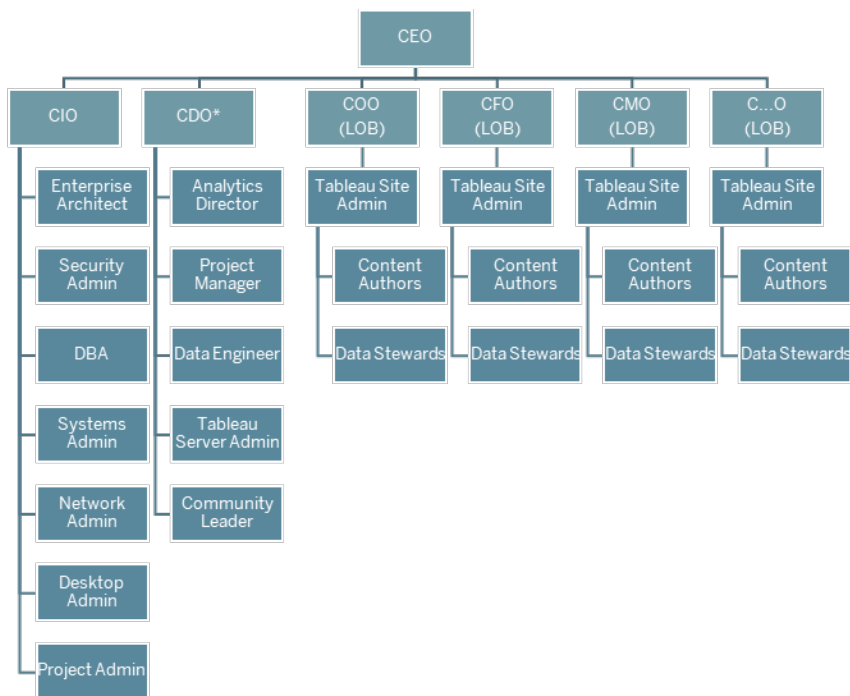 CEO
CIO
CDO*
COO
(LOB)
CFO
(LOB)
CMO
(LOB)
C...O
(LOB)
Enterprise
Architect
Security
Admin
DBA
Systems
Admin
Network
Admin
Desktop
Admin
Project Admin
Analytics
Director
Project
Manager
Data Engineer
Tableau
Server Admin
Community
Leader
Tableau Site
Admin
Content
Authors
Data Stewards
Tableau Site
Admin
Content
Authors
Data Stewards
Tableau Site
Admin
Content
Authors
Data Stewards
Tableau Site
Admin
Content
Authors
Data Stewards